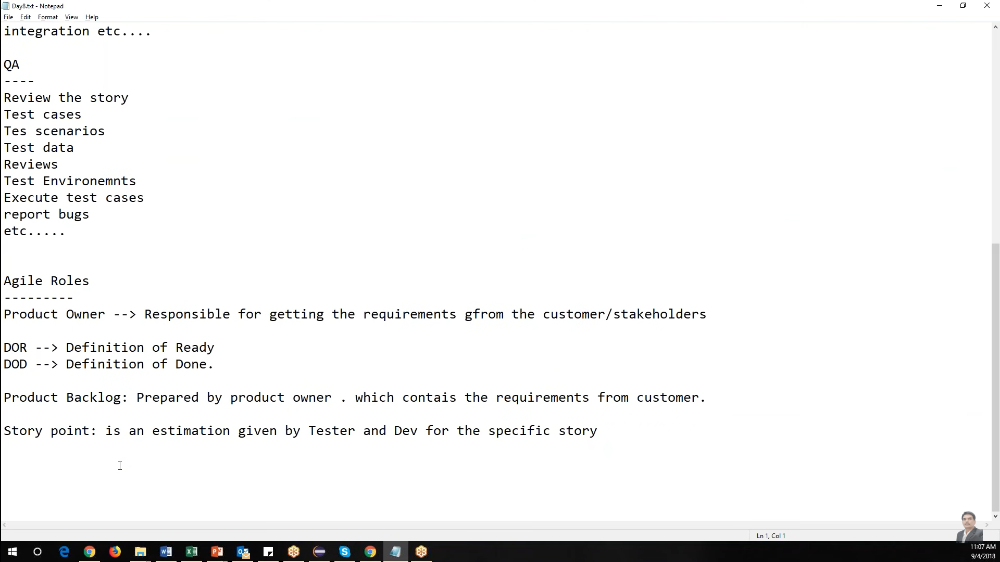 Day8.txt - Notepad
File Edit Format View Help
integration etc....
QA
----
Review the story
Test cases
Tes scenarios
Test data
Reviews
Test Environemnts
Execute test cases
report bugs
etc.....
Agile Roles
---------
Product Owner --> Responsible for getting the requirements gfrom the customer/stakeholders
DOR --> Definition of Ready
DOD --> Definition of Done.
Product Backlog: Prepared by product owner . which contais the requirements from customer.
Story point: is an estimation given by Tester and Dev for the specific story
Ln 1, Col 1
11:07 AM
9/4/2018